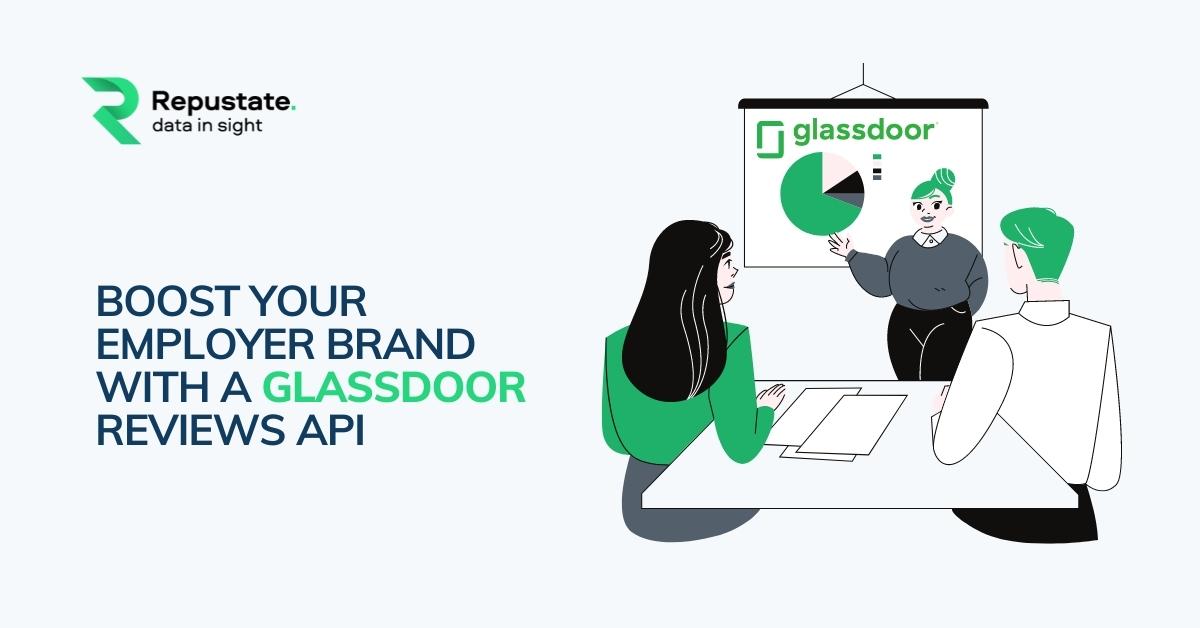 Repustate.
data in sight
glassdoor
BOOST YOUR
EMPLOYER BRAND
WITH A GLASSDOOR
REVIEWS API